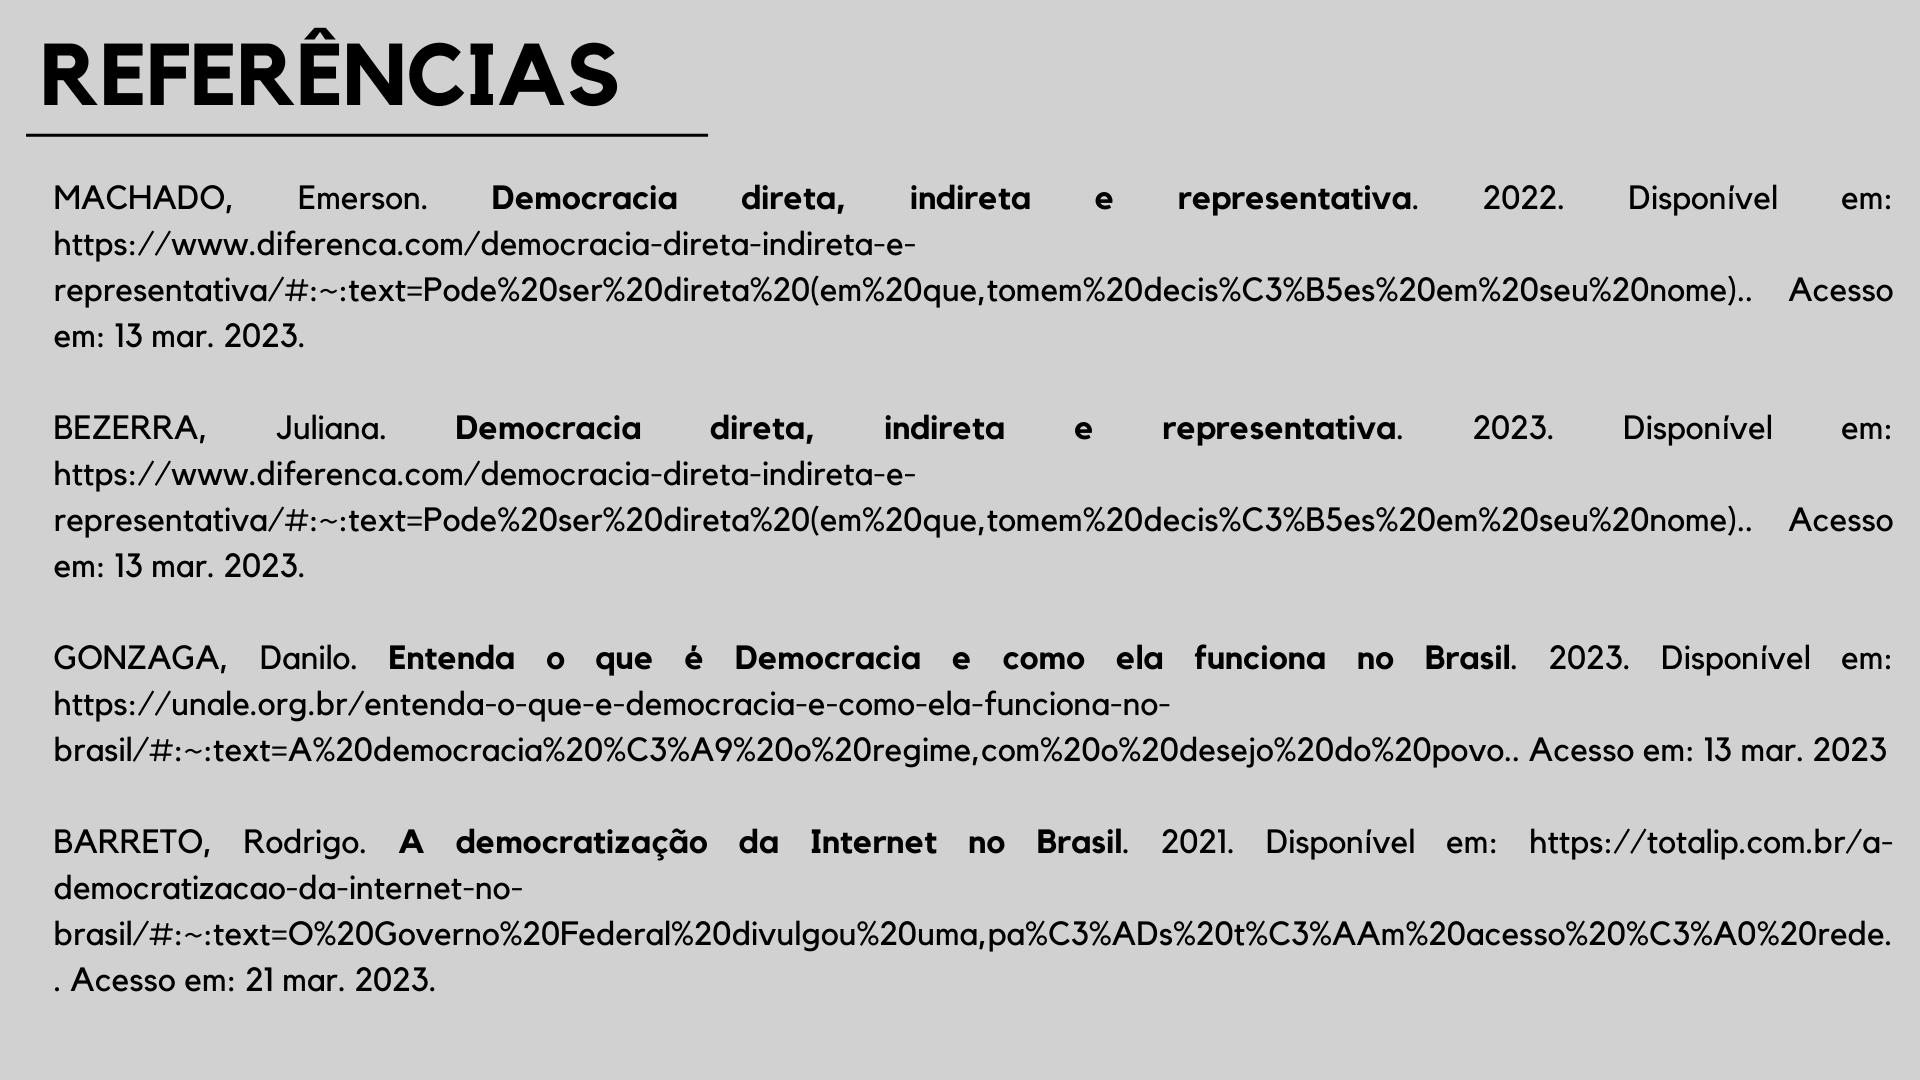 REFERÊNCIAS
MACHADO, Emerson. Democracia direta, indireta e representativa. 2022. Disponível em:
https://www.diferenca.com/democracia-direta-indireta-e-
representativa/#:~:text=Pode%20ser%20direta%20(em%20que,tomem%20decis%C3%B5es%20em%20seu%20nome).. Acesso
em: 13 mar. 2023.
BEZERRA, Juliana. Democracia direta, indireta e representativa. 2023. Disponível em:
https://www.diferenca.com/democracia-direta-indireta-e-
representativa/#:~:text=Pode%20ser%20direta%20(em%20que,tomem%20decis%C3%B5es%20em%20seu%20nome).. Acesso
em: 13 mar. 2023.
GONZAGA, Danilo. Entenda o que é Democracia e como ela funciona no Brasil. 2023. Disponível em:
https://unale.org.br/entenda-o-que-e-democracia-e-como-ela-funciona-no-
brasil/#:~:text=A%20democracia%20%C3%A9%20o%20regime,com%20o%20desejo%20do%20povo.. Acesso em: 13 mar. 2023
BARRETO, Rodrigo. A democratização da Internet no Brasil. 2021. Disponível em: https://totalip.com.br/a-
democratizacao-da-internet-no-
brasil/#:~:text=O%20Governo%20Federal%20divulgou%20uma,pa%C3%ADs%20t%C3%AAm%20acesso%20%C3%A0%20rede.
. Acesso em: 21 mar. 2023.